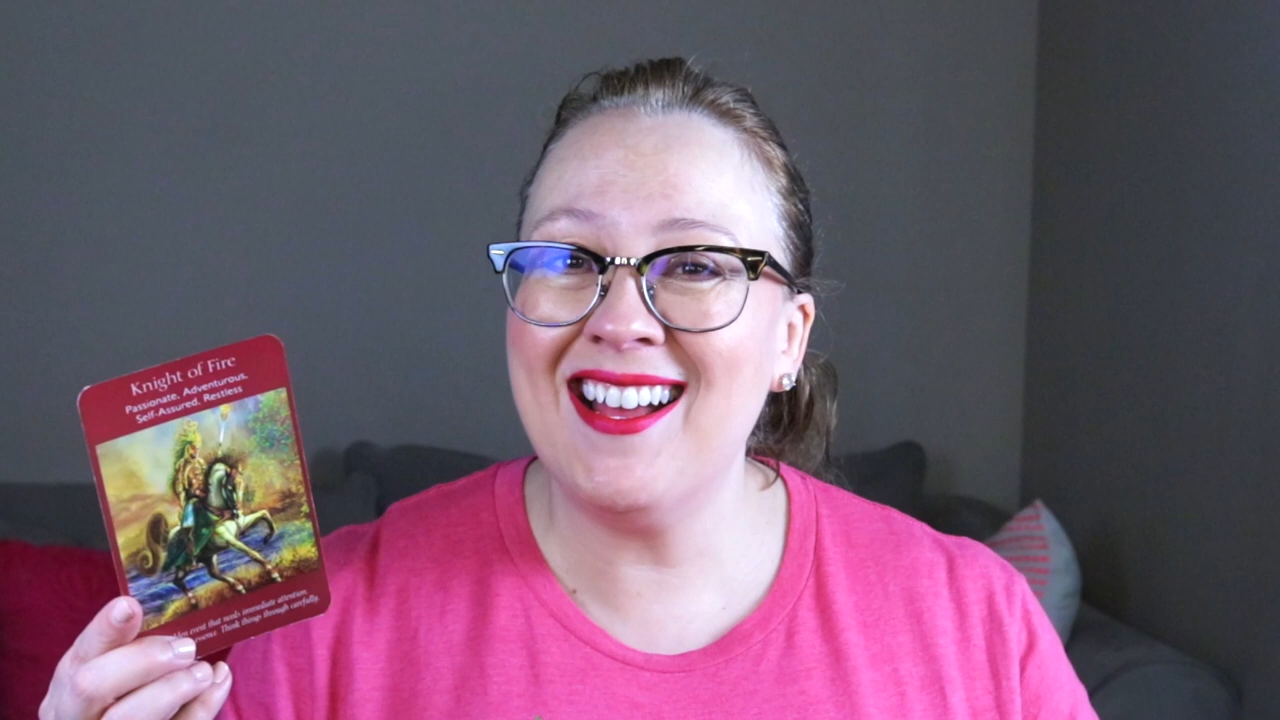 Knight of Fire
Passionate, Adventurous,
Self-Assured, Restless
event that needs immediate attention.
Think things through carefully.